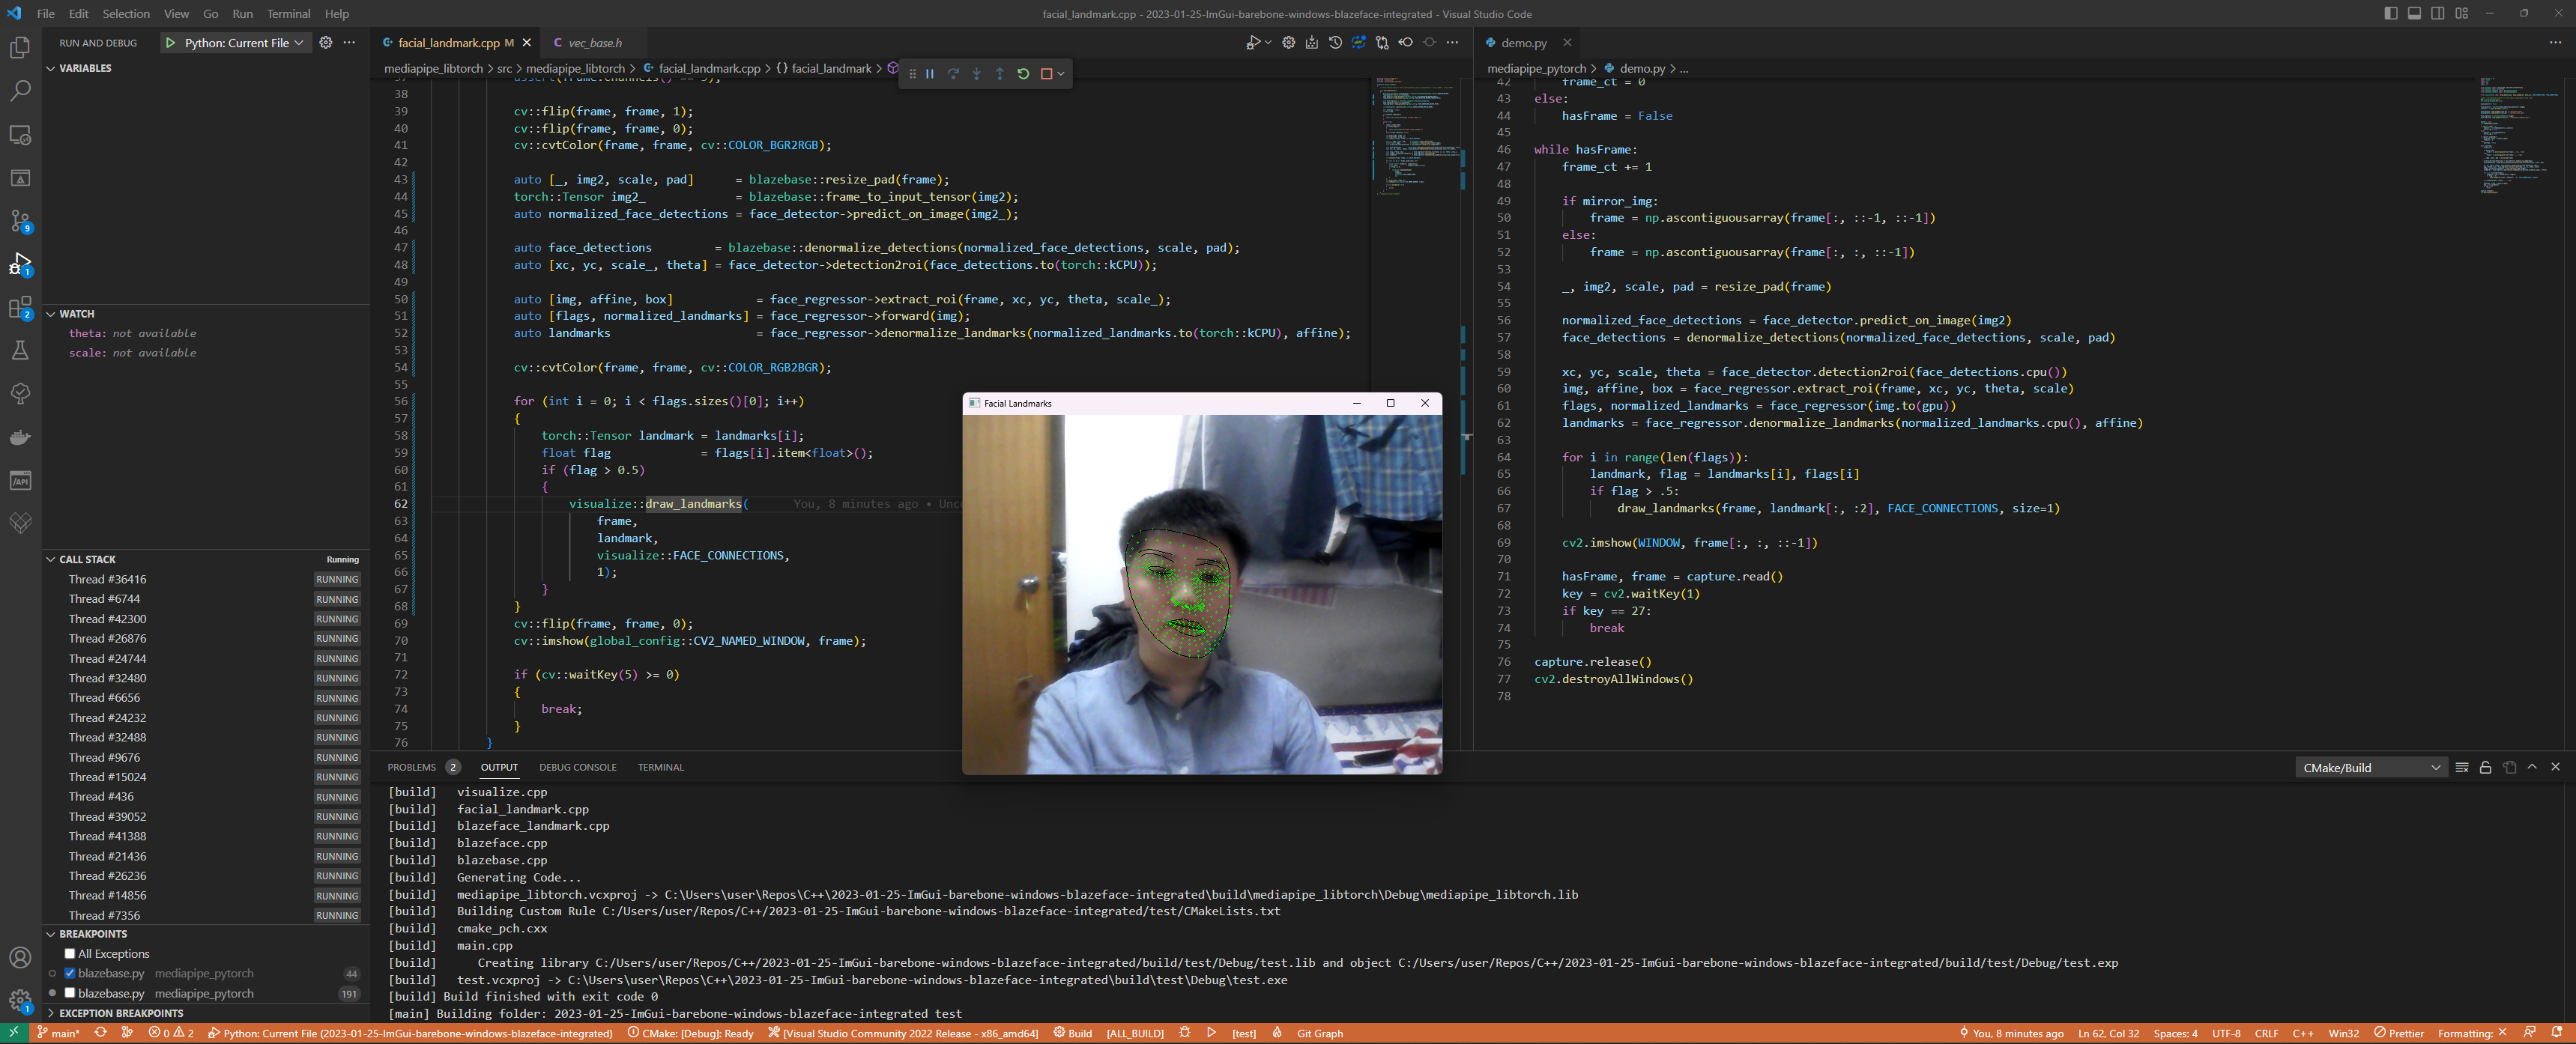 File Edit Selection View Go Run Terminal Help
facial_landmark.cpp - 2023-01-25-ImGui-barebone-windows-blazeface-integrated - Visual Studio Code
RUN AND DEBUG
Python: Current File
VARIABLES
WATCH
theta: not available
scale: not available
CALL STACK Running
Thread #36416 RUNNING
Thread #6744 RUNNING
Thread #42300 RUNNING
Thread #26876 RUNNING
Thread #24744 RUNNING
Thread #32480 RUNNING
Thread #6656 RUNNING
Thread #24232 RUNNING
Thread #32488 RUNNING
Thread #9676 RUNNING
Thread #15024 RUNNING
Thread #436 RUNNING
Thread #39052 RUNNING
Thread #41388 RUNNING
Thread #21436 RUNNING
Thread #26236 RUNNING
Thread #14856 RUNNING
Thread #7356 RUNNING
BREAKPOINTS
All Exceptions
blazebase.py mediapipe_pytorch 44
blazebase.py mediapipe_pytorch 191
EXCEPTION BREAKPOINTS
9
1
2
1
facial_landmark.cpp M
vec_base.h
mediapipe_libtorch > src > mediapipe_libtorch > facial_landmark.cpp > {} facial_landmark >
38
39 cv::flip(frame, frame, 1);
40 cv::flip(frame, frame, 0);
41 cv::cvtColor(frame, frame, cv::COLOR_BGR2RGB);
42
43 auto [_, img2, scale, pad] = blazebase::resize_pad(frame);
44 torch::Tensor img2_ = blazebase::frame_to_input_tensor(img2);
45 auto normalized_face_detections = face_detector->predict_on_image(img2_);
46
47 auto face_detections = blazebase::denormalize_detections(normalized_face_detections, scale, pad);
48 auto [xc, yc, scale_, theta] = face_detector->detection2roi(face_detections.to(torch::kCPU));
49
50 auto [img, affine, box] = face_regressor->extract_roi(frame, xc, yc, theta, scale_);
51 auto [flags, normalized_landmarks] = face_regressor->forward(img);
52 auto landmarks = face_regressor->denormalize_landmarks(normalized_landmarks.to(torch::kCPU), affine);
53
54 cv::cvtColor(frame, frame, cv::COLOR_RGB2BGR);
55
56 for (int i = 0; i < flags.sizes()[0]; i++)
57 {
58 torch::Tensor landmark = landmarks[i];
59 float flag = flags[i].item<float>();
60 if (flag > 0.5)
61 {
62 visualize::draw_landmarks( You, 8 minutes ago • Unco
63 frame,
64 landmark,
65 visualize::FACE_CONNECTIONS,
66 1);
67 }
68 }
69 cv::flip(frame, frame, 0);
70 cv::imshow(global_config::CV2_NAMED_WINDOW, frame);
71
72 if (cv::waitKey(5) >= 0)
73 {
74 break;
75 }
76 }
Facial Landmarks
demo.py
mediapipe_pytorch > demo.py > ...
42 frame_ct = 0
43 else:
44 hasFrame = False
45
46 while hasFrame:
47 frame_ct += 1
48
49 if mirror_img:
50 frame = np.ascontiguousarray(frame[:, ::-1, ::-1])
51 else:
52 frame = np.ascontiguousarray(frame[:, :, ::-1])
53
54 _, img2, scale, pad = resize_pad(frame)
55
56 normalized_face_detections = face_detector.predict_on_image(img2)
57 face_detections = denormalize_detections(normalized_face_detections, scale, pad)
58
59 xc, yc, scale, theta = face_detector.detection2roi(face_detections.cpu())
60 img, affine, box = face_regressor.extract_roi(frame, xc, yc, theta, scale)
61 flags, normalized_landmarks = face_regressor(img.to(gpu))
62 landmarks = face_regressor.denormalize_landmarks(normalized_landmarks.cpu(), affine)
63
64 for i in range(len(flags)):
65 landmark, flag = landmarks[i], flags[i]
66 if flag > .5:
67 draw_landmarks(frame, landmark[:, :2], FACE_CONNECTIONS, size=1)
68
69 cv2.imshow(WINDOW, frame[:, :, ::-1])
70
71 hasFrame, frame = capture.read()
72 key = cv2.waitKey(1)
73 if key == 27:
74 break
75
76 capture.release()
77 cv2.destroyAllWindows()
78
PROBLEMS 2 OUTPUT DEBUG CONSOLE TERMINAL
CMake/Build
[build] visualize.cpp
[build] facial_landmark.cpp
[build] blazeface_landmark.cpp
[build] blazeface.cpp
[build] blazebase.cpp
[build] Generating Code...
[build] mediapipe_libtorch.vcxproj -> C:\Users\user\Repos\C++\2023-01-25-ImGui-barebone-windows-blazeface-integrated\build\mediapipe_libtorch\Debug\mediapipe_libtorch.lib
[build] Building Custom Rule C:/Users/user/Repos/C++/2023-01-25-ImGui-barebone-windows-blazeface-integrated/test/CMakeLists.txt
[build] cmake_pch.cxx
[build] main.cpp
[build] Creating library C:/Users/user/Repos/C++/2023-01-25-ImGui-barebone-windows-blazeface-integrated/build/test/Debug/test.lib and object C:/Users/user/Repos/C++/2023-01-25-ImGui-barebone-windows-blazeface-integrated/build/test/Debug/test.exp
[build] test.vcxproj -> C:\Users\user\Repos\C++\2023-01-25-ImGui-barebone-windows-blazeface-integrated\build\test\Debug\test.exe
[build] Build finished with exit code 0
[main] Building folder: 2023-01-25-ImGui-barebone-windows-blazeface-integrated test
main* 0 2 Python: Current File (2023-01-25-ImGui-barebone-windows-blazeface-integrated) CMake: [Debug]: Ready [Visual Studio Community 2022 Release - x86_amd64] Build [ALL_BUILD] [test] Git Graph You, 8 minutes ago Ln 62, Col 32 Spaces: 4 UTF-8 CRLF C++ Win32 Prettier Formatting: ×